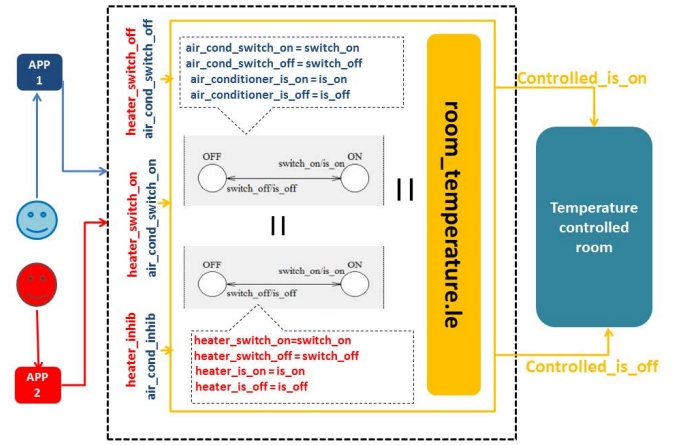 APP
1
heater_switch_off
air_cond_switch_off
air_cond_switch_on = switch_on
air_cond_switch_off = switch_off
air_conditioner_is_on = is_on
air_conditioner_is_off = is_off
OFF
ON
switch_on/is_on
switch_off/is_off
||
heater_switch_on
air_cond_switch_on
||
OFF
ON
switch_on/is_on
switch_off/is_off
heater_inhib
air_cond_inhib
heater_switch_on=switch_on
heater_switch_off = switch_off
heater_is_on = is_on
heater_is_off = is_off
APP
2
room_temperature.le
Controlled_is_on
Temperature
controlled
room
Controlled_is_off